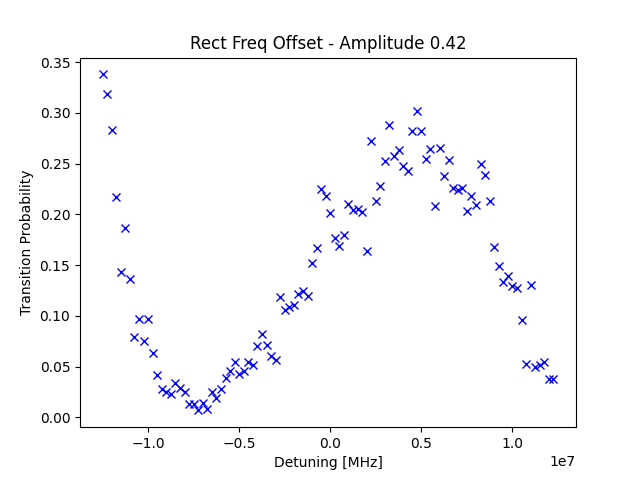 Rect Freq Offset - Amplitude 0.42
Transition Probability
0.35
0.30
0.25
0.20
0.15
0.10
0.05
0.00
−1.0 −0.5 0.0 0.5 1.0
1e7
Detuning [MHz]